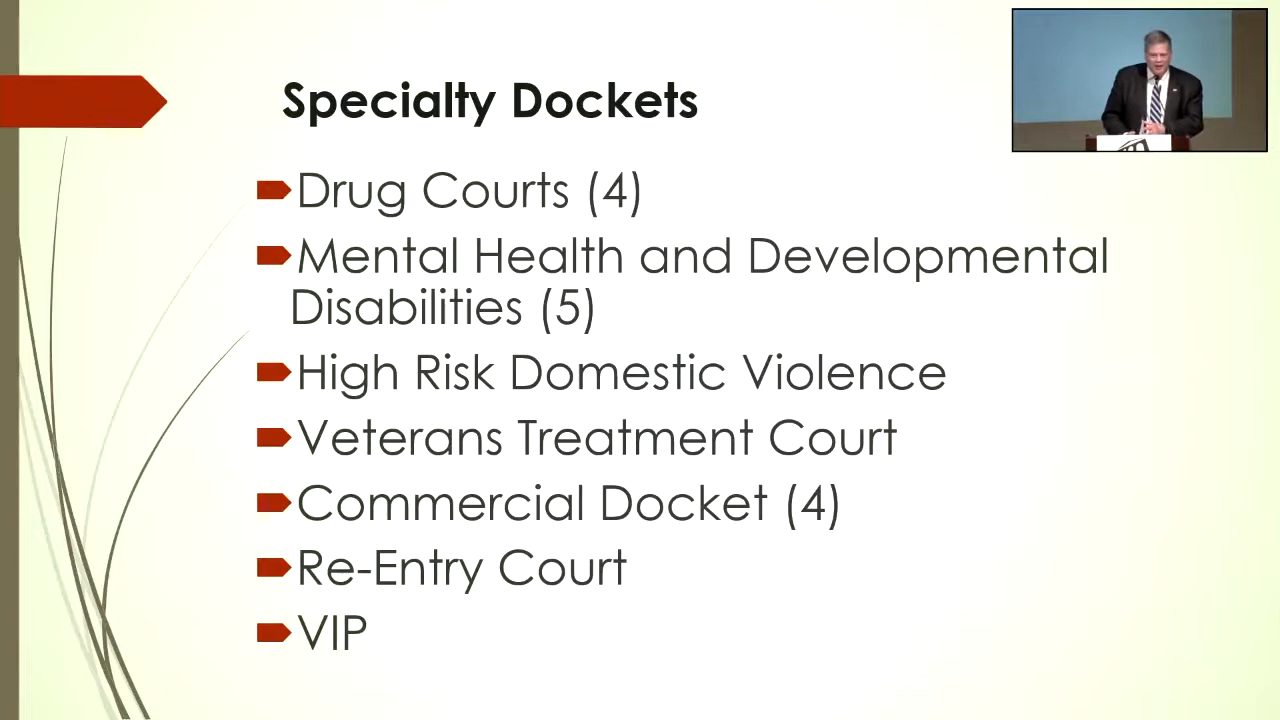 Specialty Dockets
Drug Courts (4)
Mental Health and Developmental
Disabilities (5)
High Risk Domestic Violence
Veterans Treatment Court
Commercial Docket (4)
Re-Entry Court
VIP